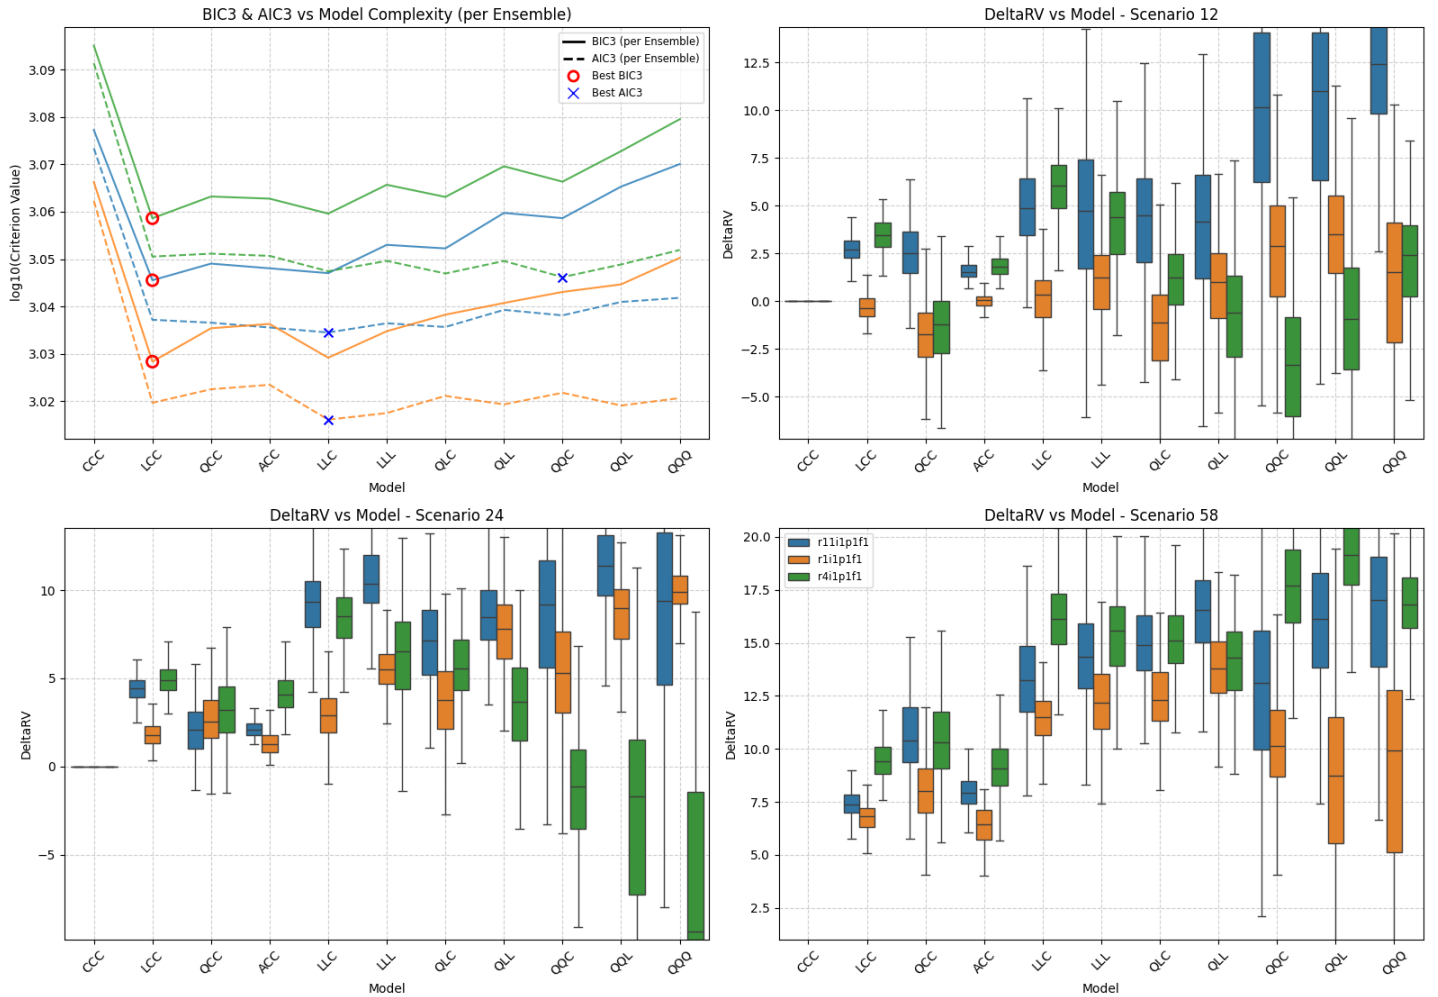 BIC3 & AIC3 vs Model Complexity (per Ensemble)
log10(Criterion Value)
3.09
3.08
3.07
3.06
3.05
3.04
3.03
3.02
BIC3 (per Ensemble)
AIC3 (per Ensemble)
Best BIC3
Best AIC3
CCC LCC QCC ACC LLC LLL QLC QLL QQC QQL QQQ
Model
DeltaRV vs Model - Scenario 12
DeltaRV
12.5
10.0
7.5
5.0
2.5
0.0
−2.5
−5.0
CCC LCC QCC ACC LLC LLL QLC QLL QQC QQL QQQ
Model
DeltaRV vs Model - Scenario 24
DeltaRV
10
5
0
−5
CCC LCC QCC ACC LLC LLL QLC QLL QQC QQL QQQ
Model
DeltaRV vs Model - Scenario 58
DeltaRV
20.0
17.5
15.0
12.5
10.0
7.5
5.0
2.5
r11i1p1f1
r1i1p1f1
r4i1p1f1
CCC LCC QCC ACC LLC LLL QLC QLL QQC QQL QQQ
Model